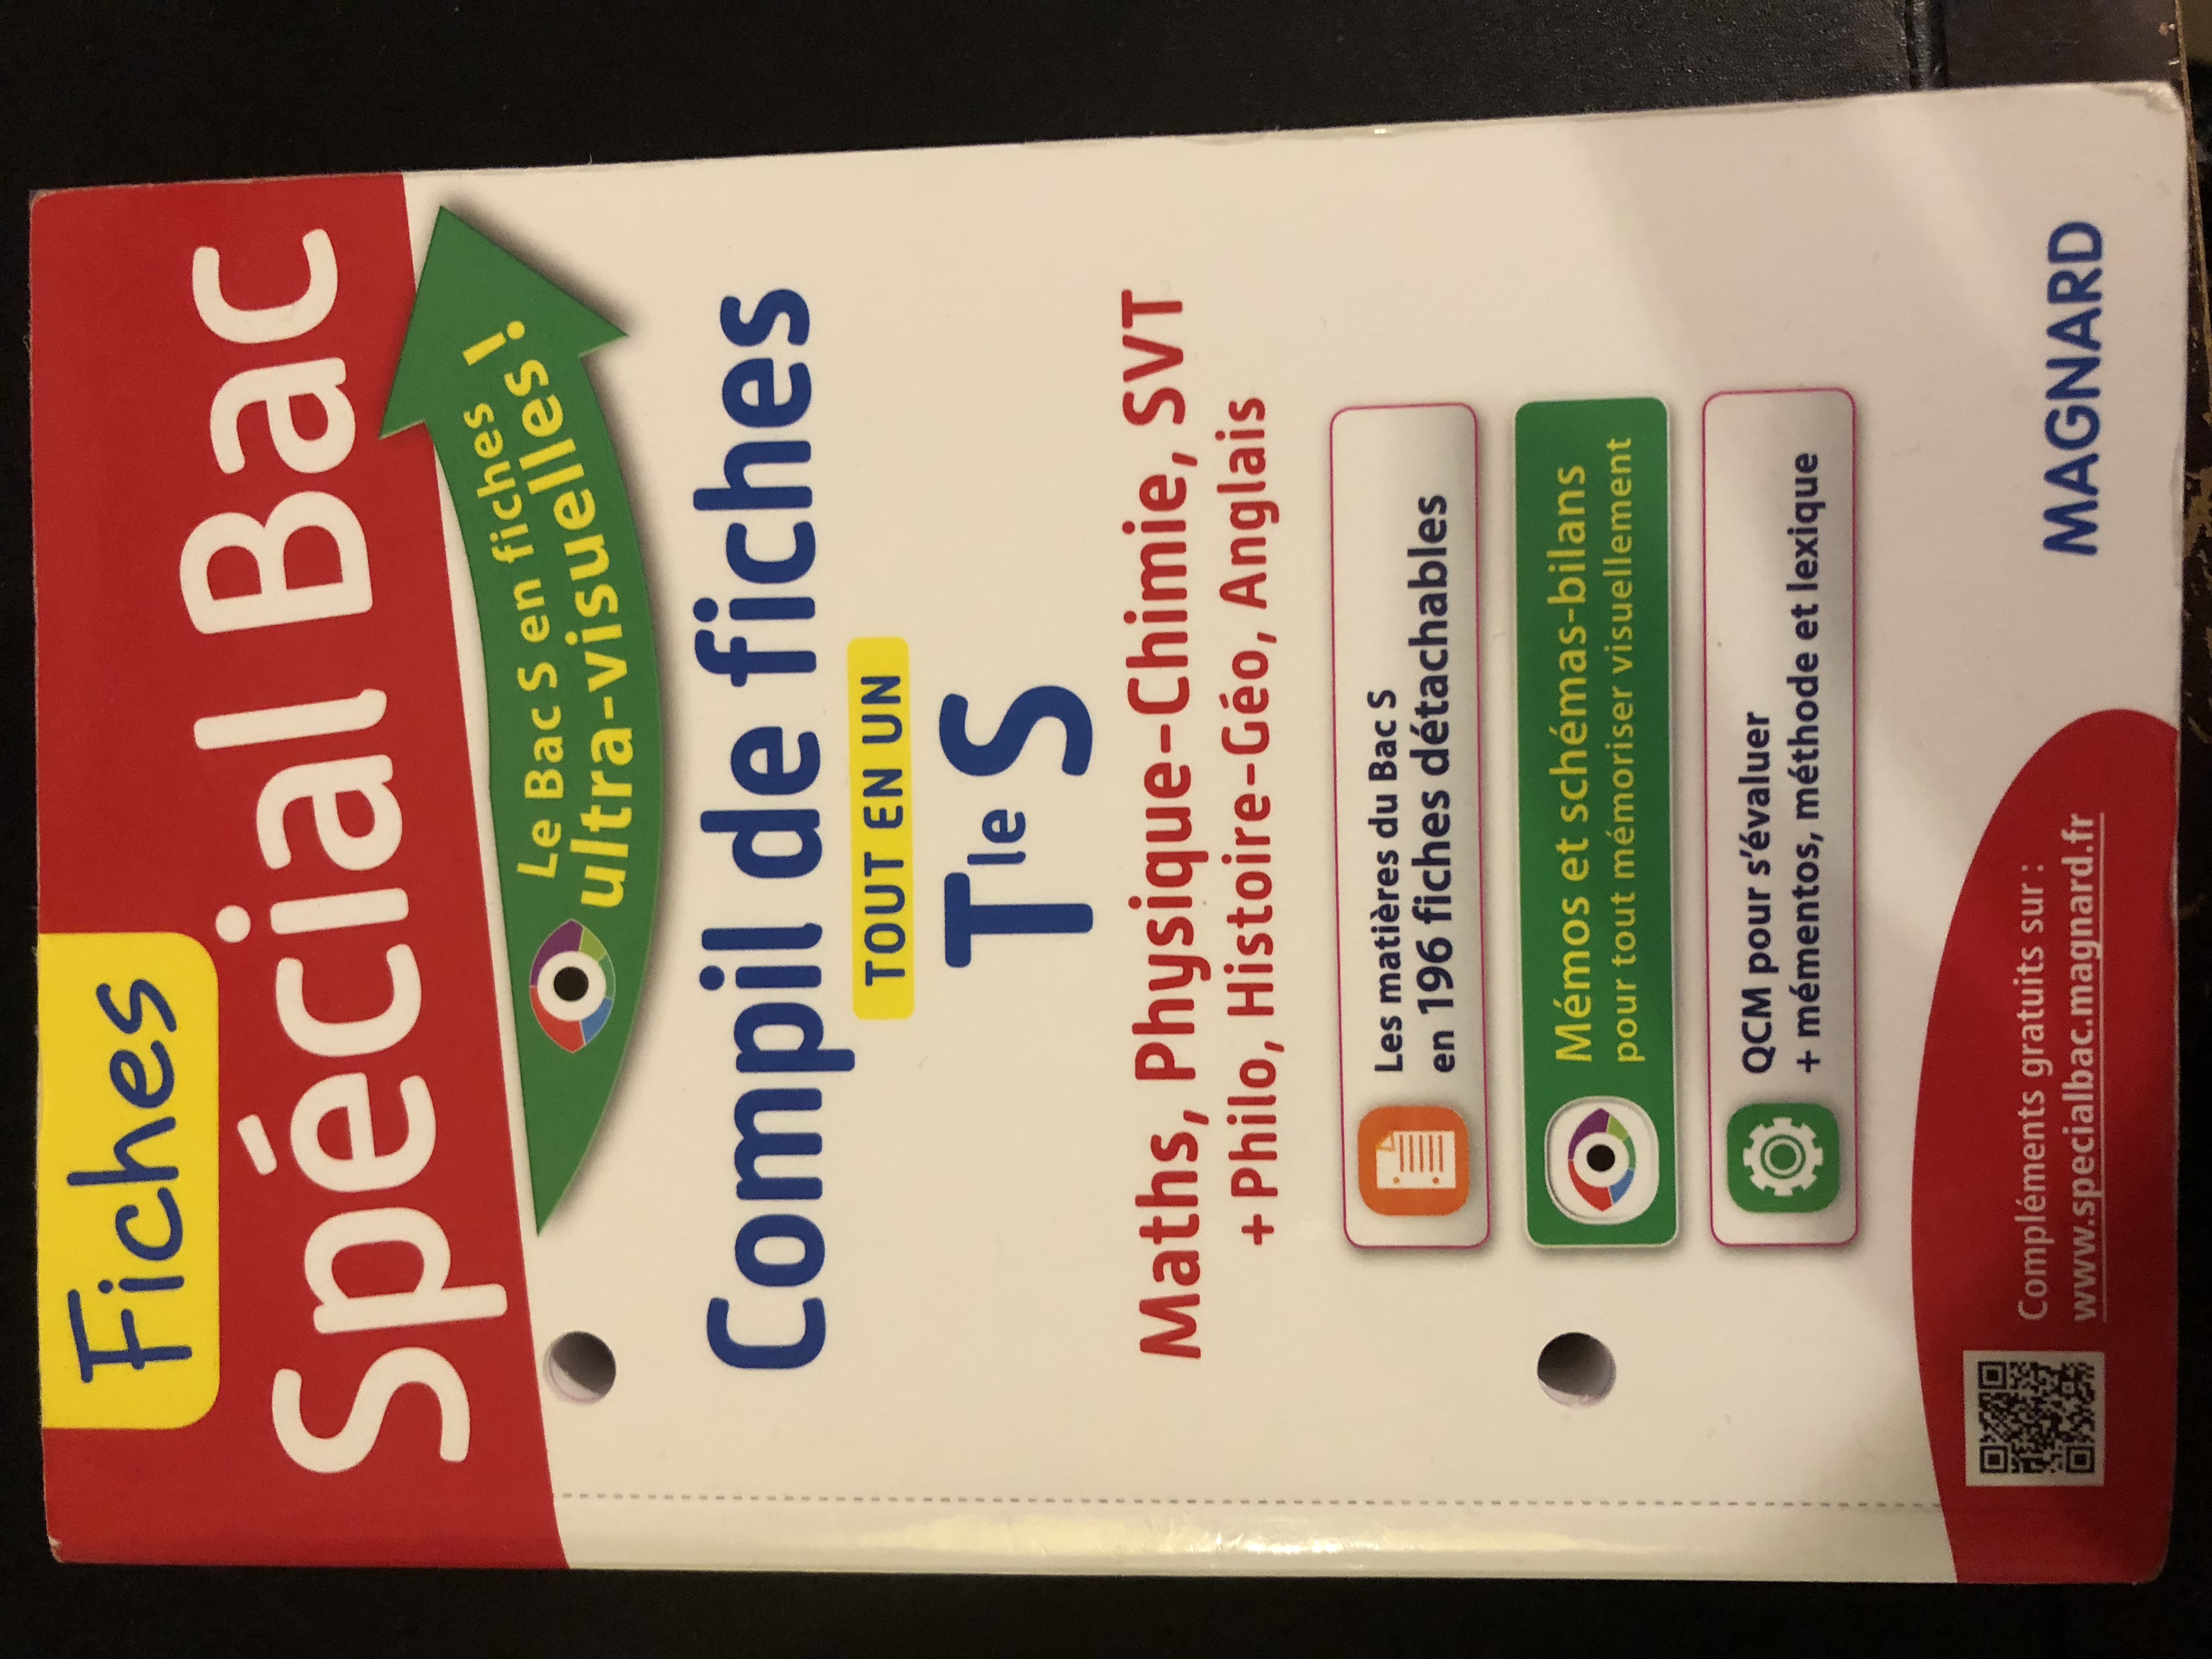 Fiches
Spécial Bac
Le Bac S en fiches
ultra-visuelles !
Compil de fiches
TOUT EN UN
Tle S
Maths, Physique-Chimie, SVT
+ Philo, Histoire-Géo, Anglais
Les matières du Bac S
en 196 fiches détachables
Mémos et schémas-bilans
pour tout mémoriser visuellement
QCM pour s'évaluer
+ mémentos, méthode et lexique
Compléments gratuits sur :
www.specialbac.magnard.fr
MAGNARD